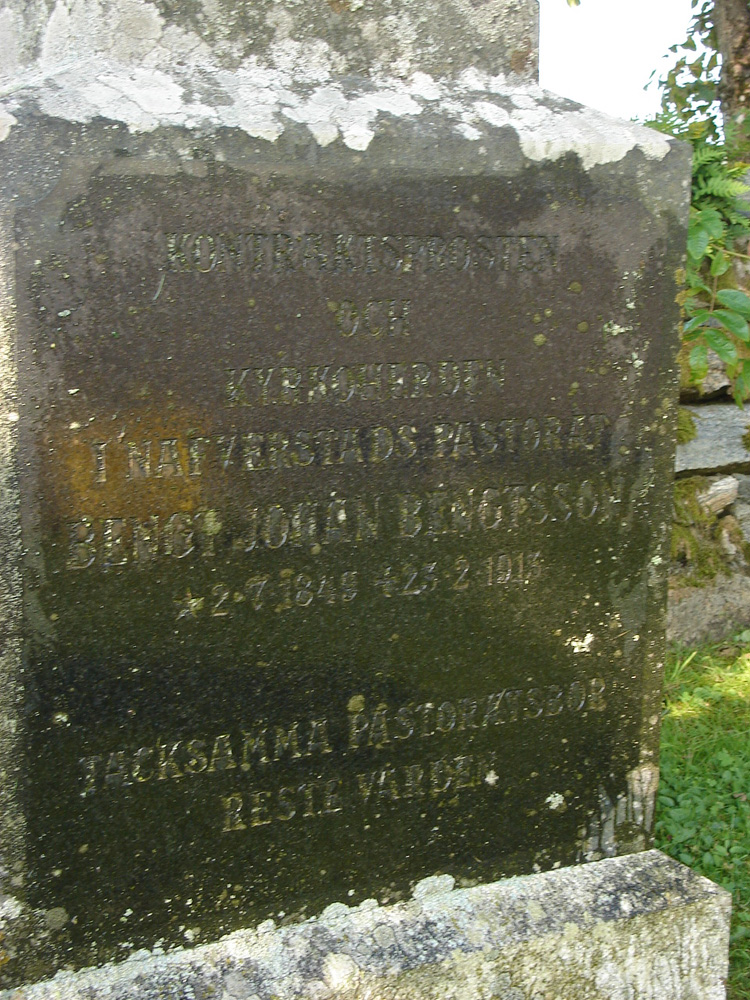 KONTRAKTSPROSTEN
OCH
KYRKOHERDEN
I NAFVERSTADS PASTORAT
BENGT JOHAN BENGTSSON
★ 2-7 1849 ✝ 23-2 1913
TACKSAMMA PASTORATSBOR
RESTE VÅRDEN